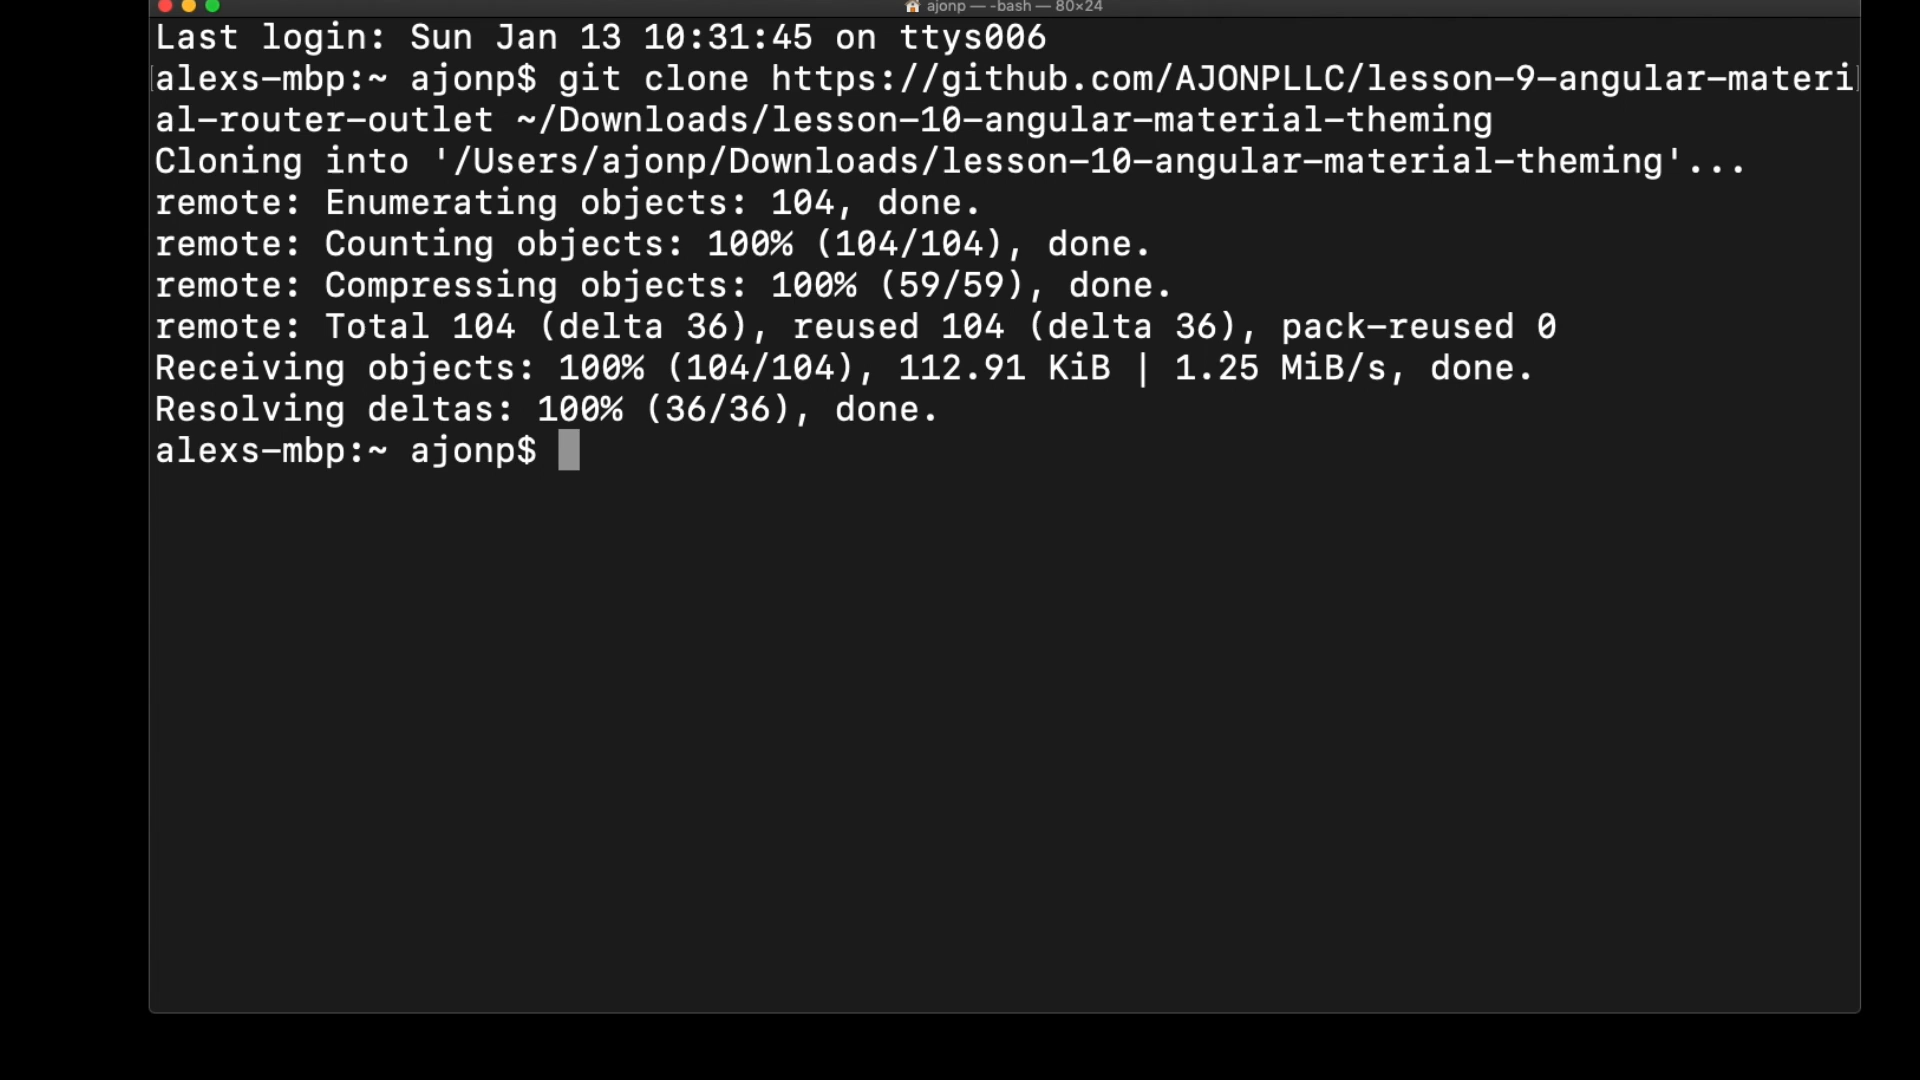 ajonp — -bash — 80×24
Last login: Sun Jan 13 10:31:45 on ttys006
alexs-mbp:~ ajonp$ git clone https://github.com/AJONPLLC/lesson-9-angular-materi
al-router-outlet ~/Downloads/lesson-10-angular-material-theming
Cloning into '/Users/ajonp/Downloads/lesson-10-angular-material-theming'...
remote: Enumerating objects: 104, done.
remote: Counting objects: 100% (104/104), done.
remote: Compressing objects: 100% (59/59), done.
remote: Total 104 (delta 36), reused 104 (delta 36), pack-reused 0
Receiving objects: 100% (104/104), 112.91 KiB | 1.25 MiB/s, done.
Resolving deltas: 100% (36/36), done.
alexs-mbp:~ ajonp$